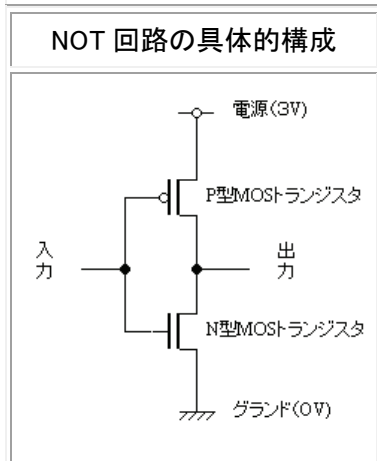 NOT 回路の具体的構成
電源(3V)
P型MOSトランジスタ
入力
出力
N型MOSトランジスタ
グランド(0V)